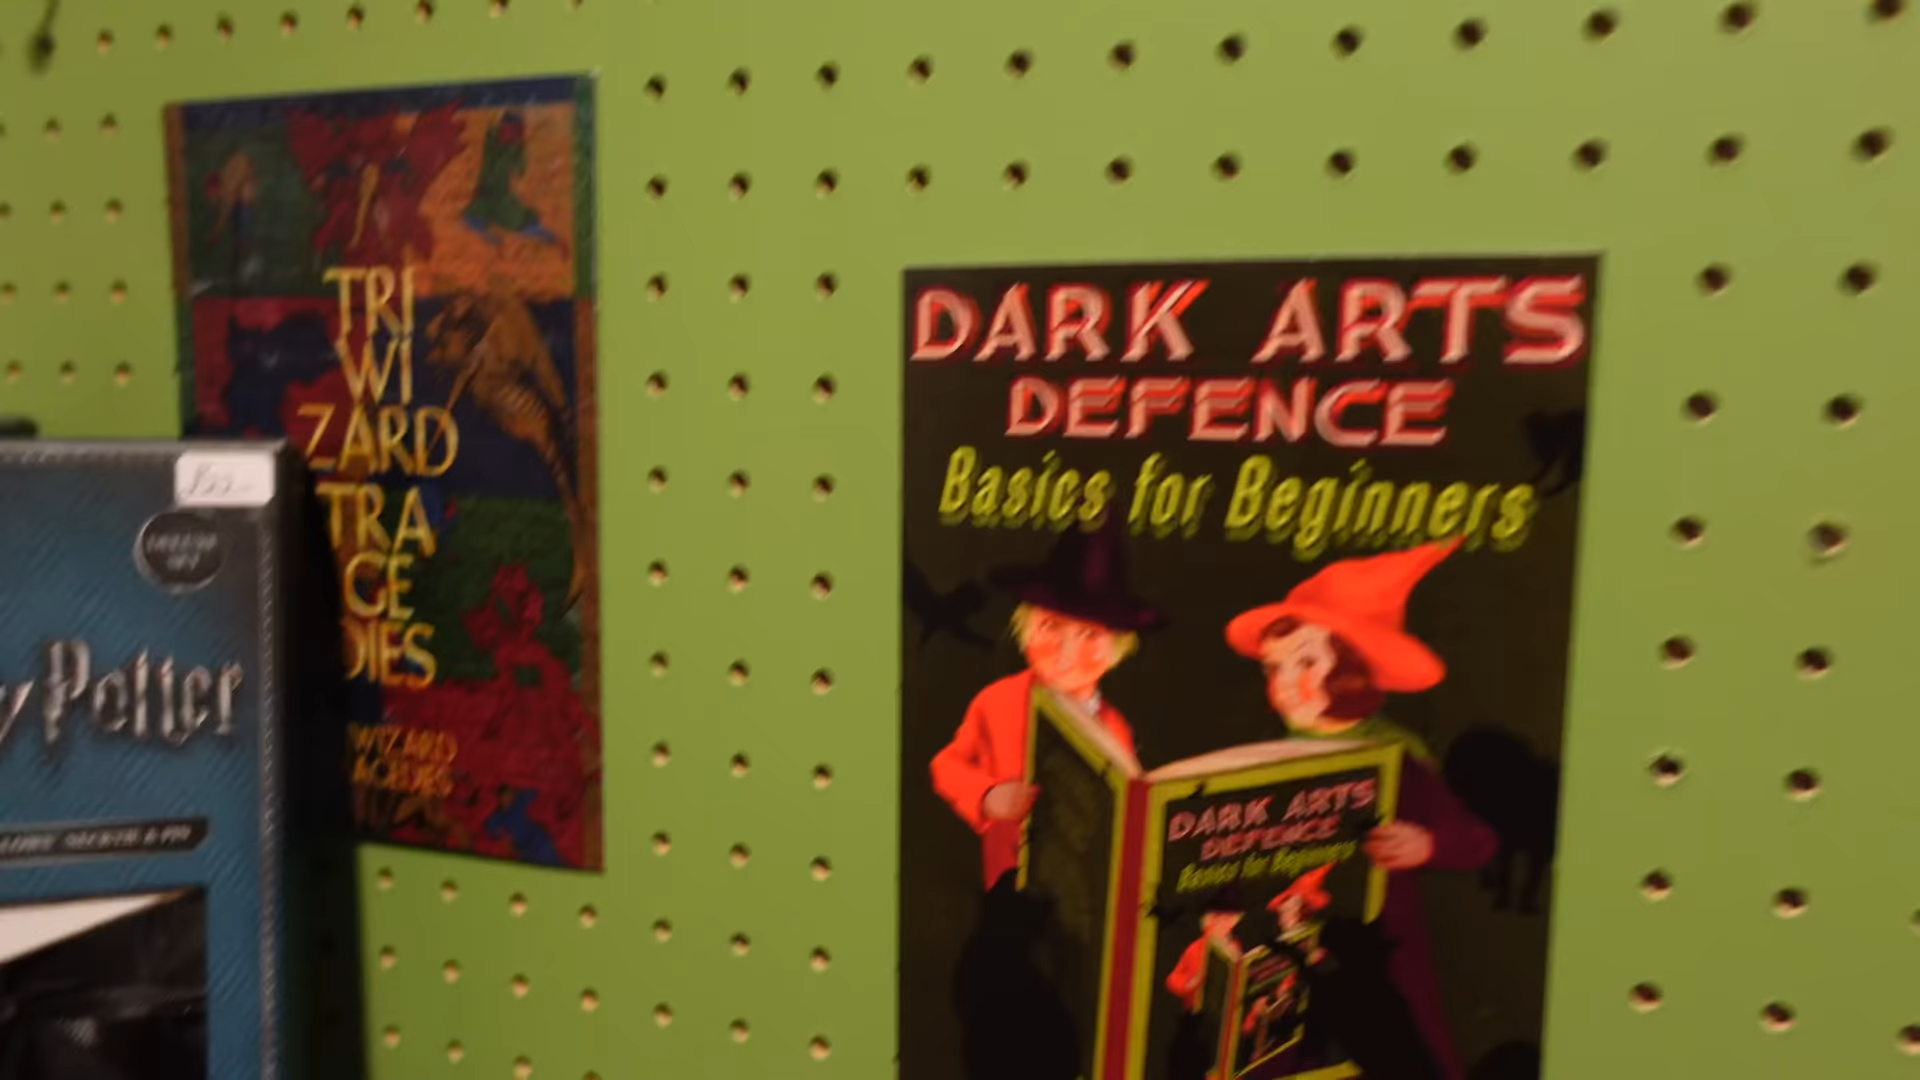 TRI
WI
ZARD
TRA
GE
DIES
WIZARD
DARK ARTS
DEFENCE
Basics for Beginners
DARK ARTS
DEFENCE
Basics for Beginners
Potter